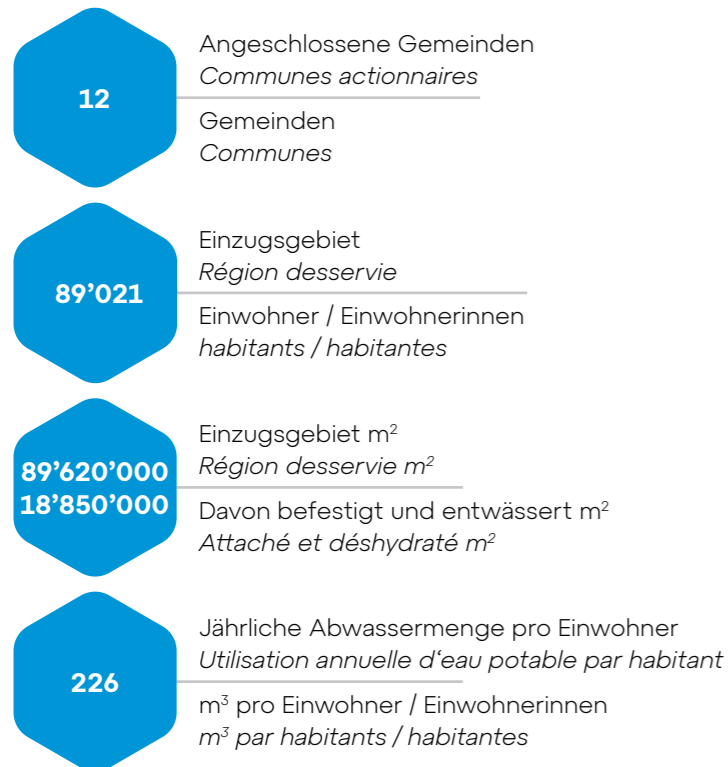 12
Angeschlossene Gemeinden
Communes actionnaires
Gemeinden
Communes
89’021
Einzugsgebiet
Région desservie
Einwohner / Einwohnerinnen
habitants / habitantes
89’620’000
18’850’000
Einzugsgebiet m²
Région desservie m²
Davon befestigt und entwässert m²
Attaché et déshydraté m²
226
Jährliche Abwassermenge pro Einwohner
Utilisation annuelle d‘eau potable par habitant
m³ pro Einwohner / Einwohnerinnen
m³ par habitants / habitantes